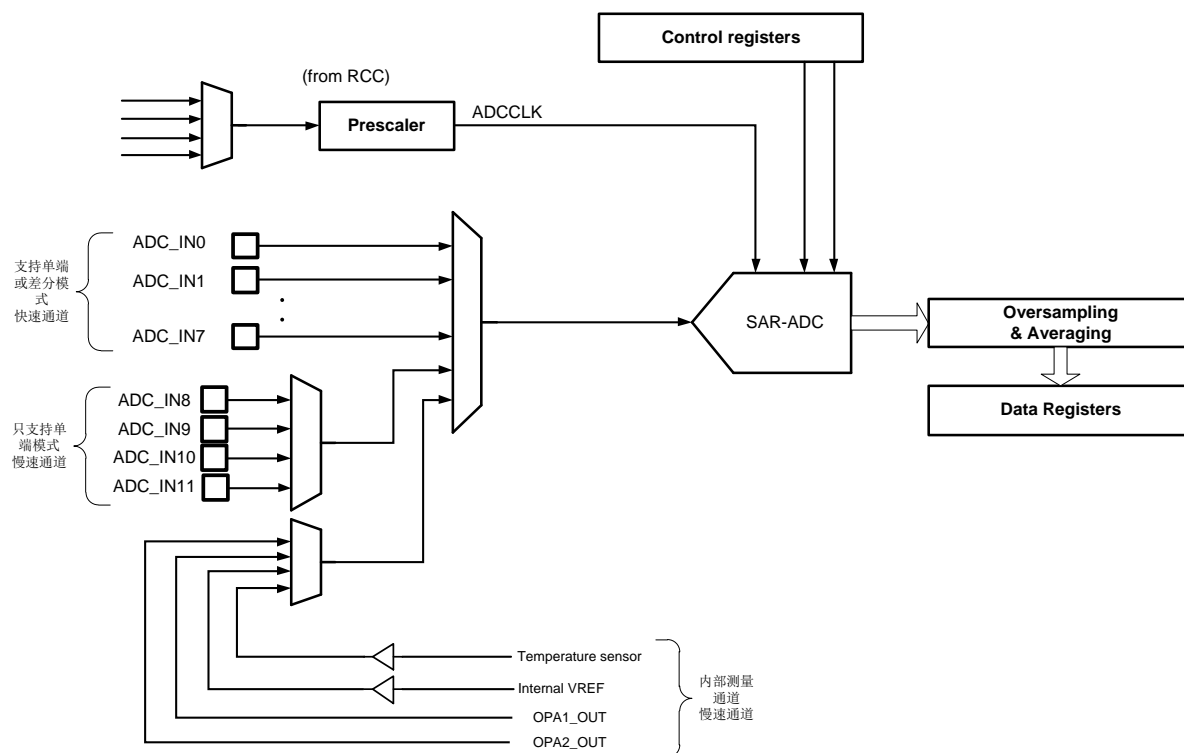 Control registers
(from RCC)
Prescaler
ADCCLK
ADC_IN0
ADC_IN1
ADC_IN7
支持单端
或差分模
式
快速通道
SAR-ADC
Oversampling
& Averaging
Data Registers
ADC_IN8
ADC_IN9
ADC_IN10
ADC_IN11
只支持单
端模式
慢速通道
Temperature sensor
Internal VREF
OPA1_OUT
OPA2_OUT
内部测量
通道
慢速通道